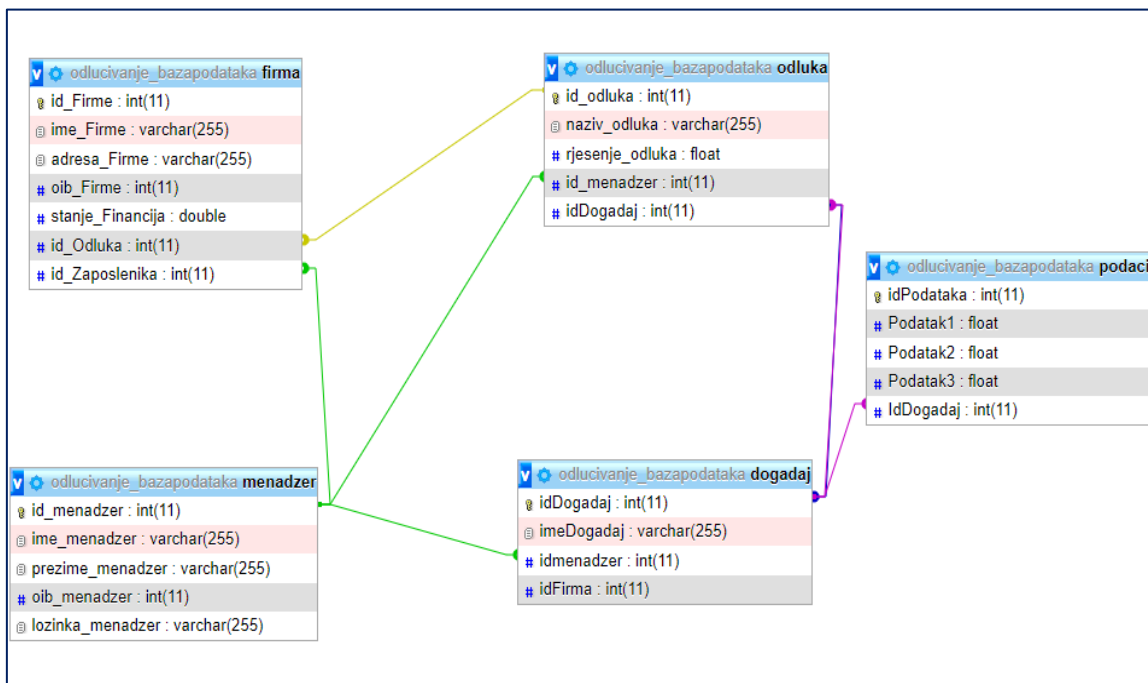 v odlucivanje_bazapodataka firma
id_Firme : int(11)
ime_Firme : varchar(255)
adresa_Firme : varchar(255)
# oib_Firme : int(11)
# stanje_Financija : double
# id_Odluka : int(11)
# id_Zaposlenika : int(11)
v odlucivanje_bazapodataka odluka
id_odluka : int(11)
naziv_odluka : varchar(255)
# rjesenje_odluka : float
# id_menadzer : int(11)
# idDogadaj : int(11)
v odlucivanje_bazapodataka podaci
idPodataka : int(11)
# Podatak1 : float
# Podatak2 : float
# Podatak3 : float
# IdDogadaj : int(11)
v odlucivanje_bazapodataka menadzer
id_menadzer : int(11)
ime_menadzer : varchar(255)
prezime_menadzer : varchar(255)
# oib_menadzer : int(11)
lozinka_menadzer : varchar(255)
v odlucivanje_bazapodataka dogadaj
idDogadaj : int(11)
imeDogadaj : varchar(255)
# idmenadzer : int(11)
# idFirma : int(11)